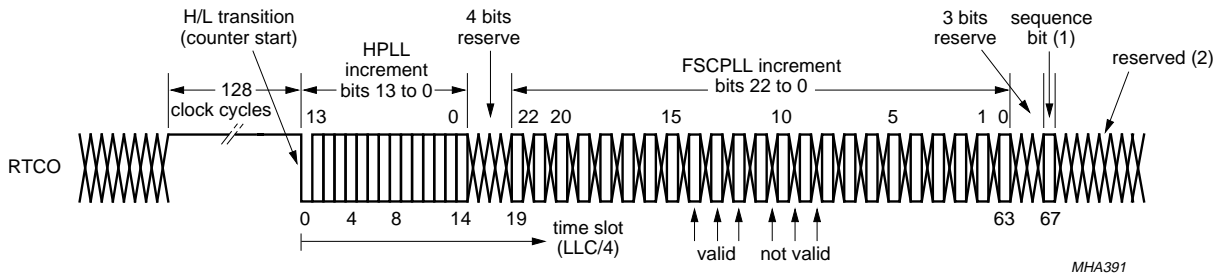 H/L transition
(counter start)
4 bits
reserve
3 bits
reserve
sequence
bit (1)
HPLL
increment
bits 13 to 0
FSCPLL increment
bits 22 to 0
reserved (2)
128
clock cycles
13
0
22
20
15
10
5
1
0
RTCO
0
4
8
14
19
63
67
time slot
(LLC/4)
valid
not valid
MHA391